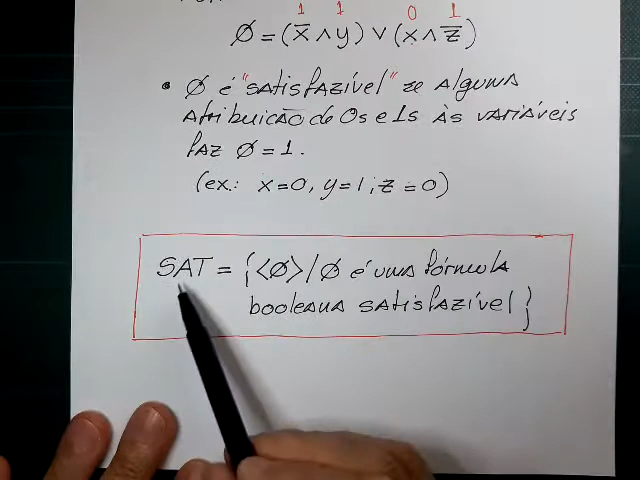 1 1 0 1
Ø = (x̅ ∧ y) ∨ (x ∧ z̅)
• Ø é "satisfazível" se alguma
atribuição de 0s e 1s às variáveis
faz Ø = 1.
(ex.: x = 0, y = 1, z = 0)
SAT = {<Ø> / Ø é uma fórmula
booleana satisfazível}